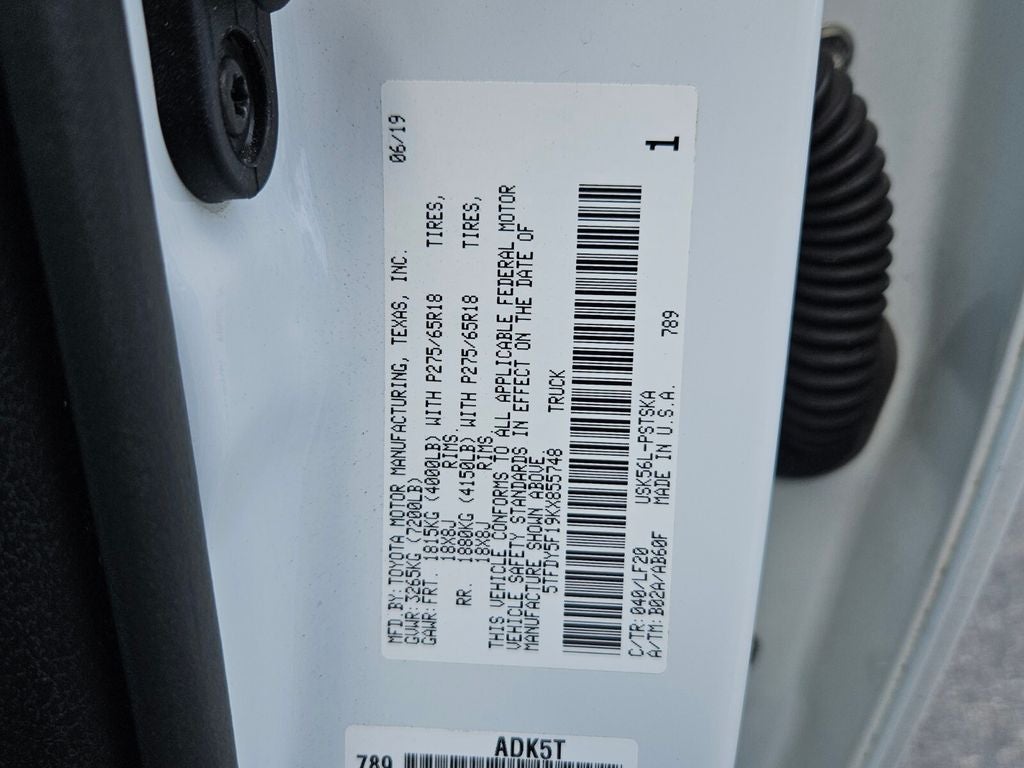 MFD.BY:TOYOTA MOTOR MANUFACTURING, TEXAS, INC. 06/19
GVWR:3265KG (7200LB)
GAWR:FRT. 1815KG (4000LB) WITH P275/65R18 TIRES,
18X8J RIMS,
RR. 1880KG (4150LB) WITH P275/65R18 TIRES,
18X8J RIMS
THIS VEHICLE CONFORMS TO ALL APPLICABLE FEDERAL MOTOR
VEHICLE SAFETY STANDARDS IN EFFECT ON THE DATE OF
MANUFACTURE SHOWN ABOVE.
5TFDY5F19KX855748 TRUCK
C/TR:040/LF20 USK56L-PSTSKA 789
A/TM:B02A/AB60F MADE IN U.S.A.
1
ADK5T
789